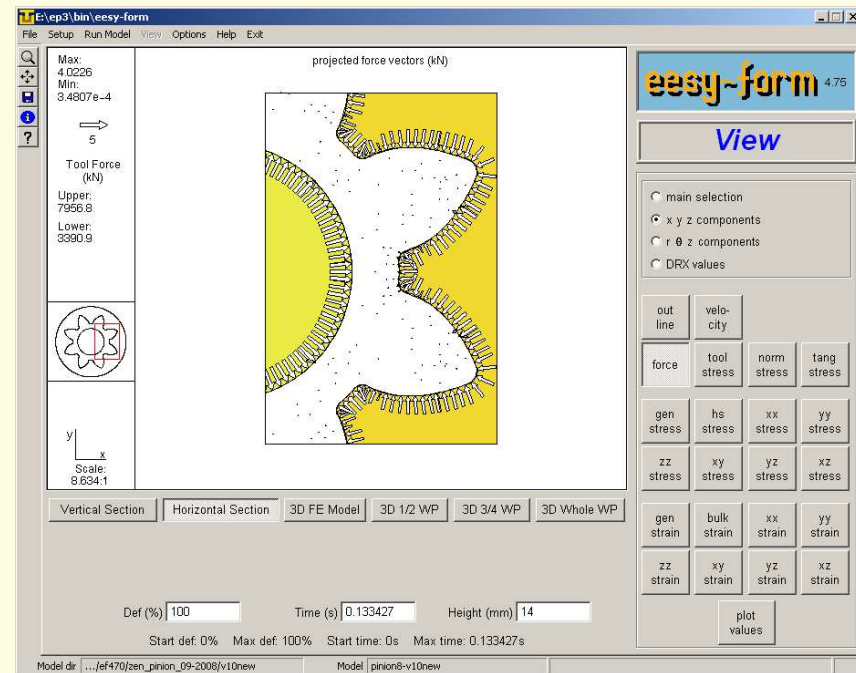 E:\ep3\bin\eesy-form
File Setup Run Model View Options Help Exit
Max:
4.0226
Min:
3.4807e-4
5
Tool Force
(kN)
Upper:
7956.8
Lower:
3390.9
y
x
Scale:
8.634:1
projected force vectors (kN)
eesy-form 4.75
View
main selection
x y z components
r θ z components
DRX values
out line
velo- city
force
tool stress
norm stress
tang stress
gen stress
hs stress
xx stress
yy stress
zz stress
xy stress
yz stress
xz stress
gen strain
bulk strain
xx strain
yy strain
zz strain
xy strain
yz strain
xz strain
plot values
Vertical Section
Horizontal Section
3D FE Model
3D 1/2 WP
3D 3/4 WP
3D Whole WP
Def (%) 100 Time (s) 0.133427 Height (mm) 14
Start def: 0% Max def: 100% Start time: 0s Max time: 0.133427s
Model dir .../ef470/zen_pinion_09-2008/v10new Model pinion8-v10new